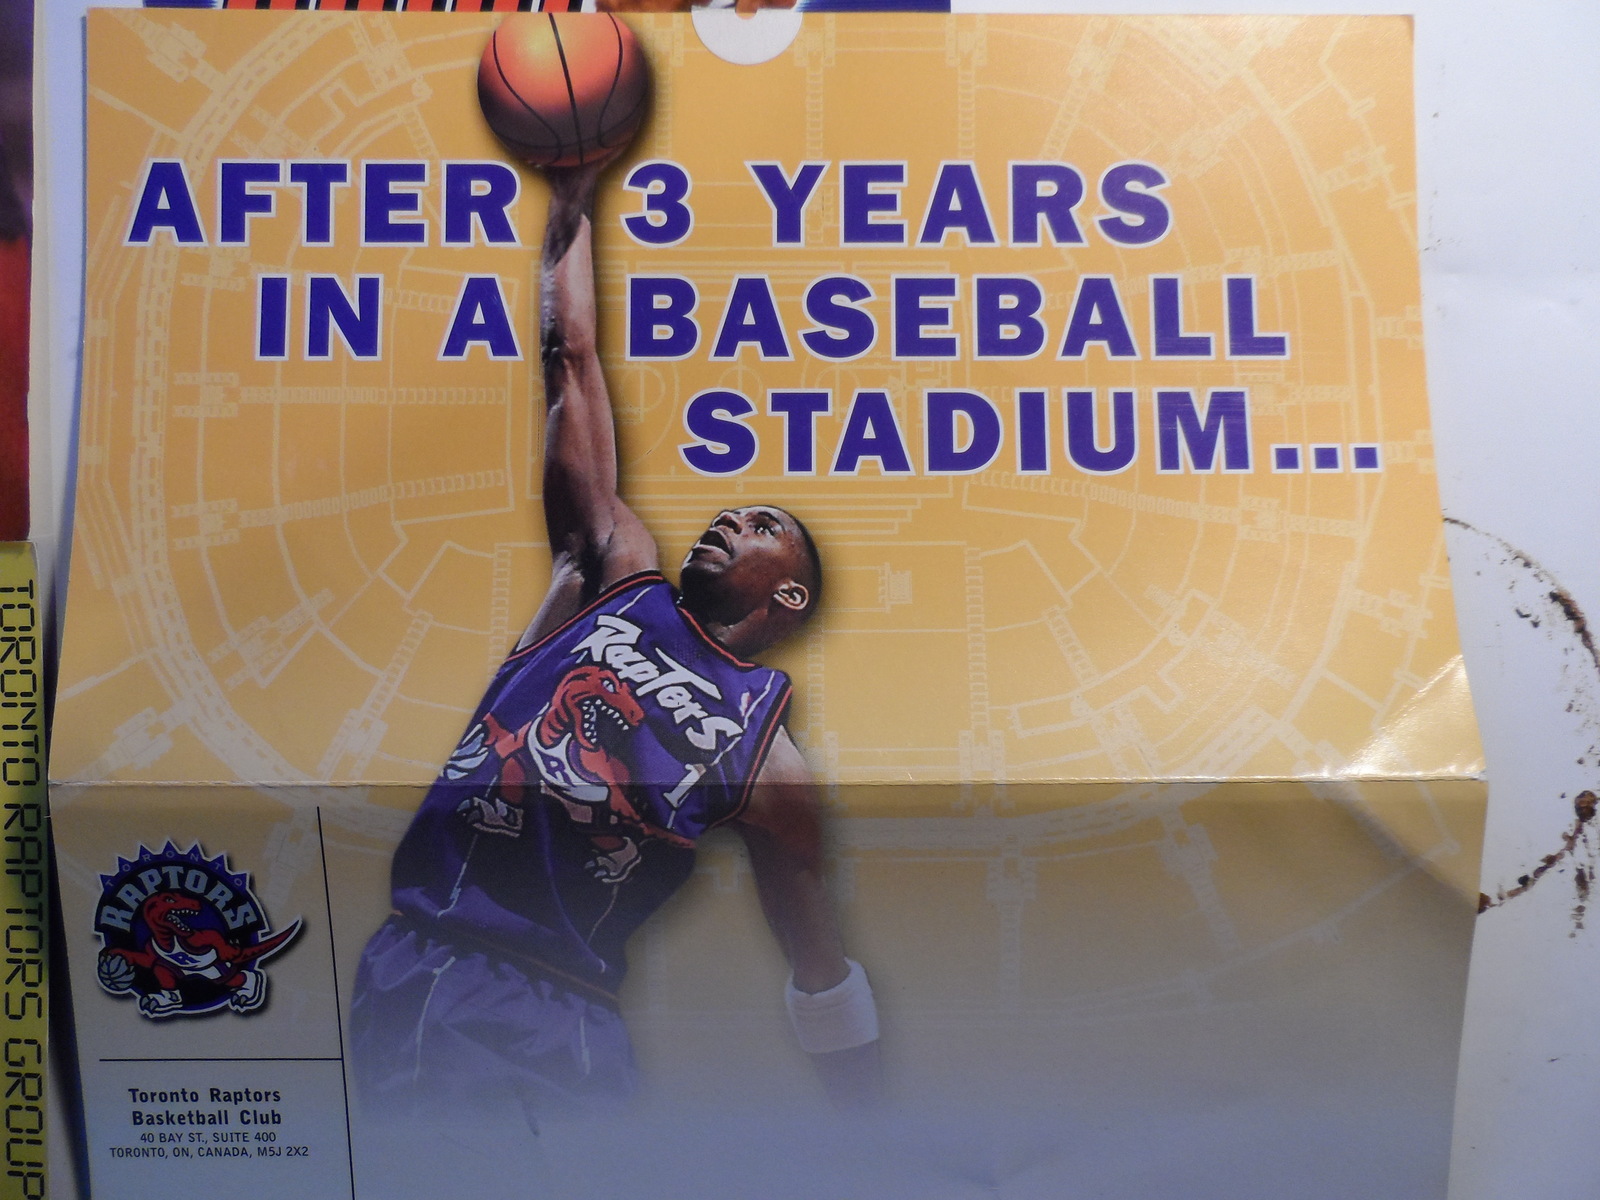 AFTER 3 YEARS
IN A BASEBALL
STADIUM...
RapTorS
1
R
TORONTO
RAPTORS
Toronto Raptors
Basketball Club
40 BAY ST., SUITE 400
TORONTO, ON, CANADA, M5J 2X2
TORONTO RAPTORS GROUP